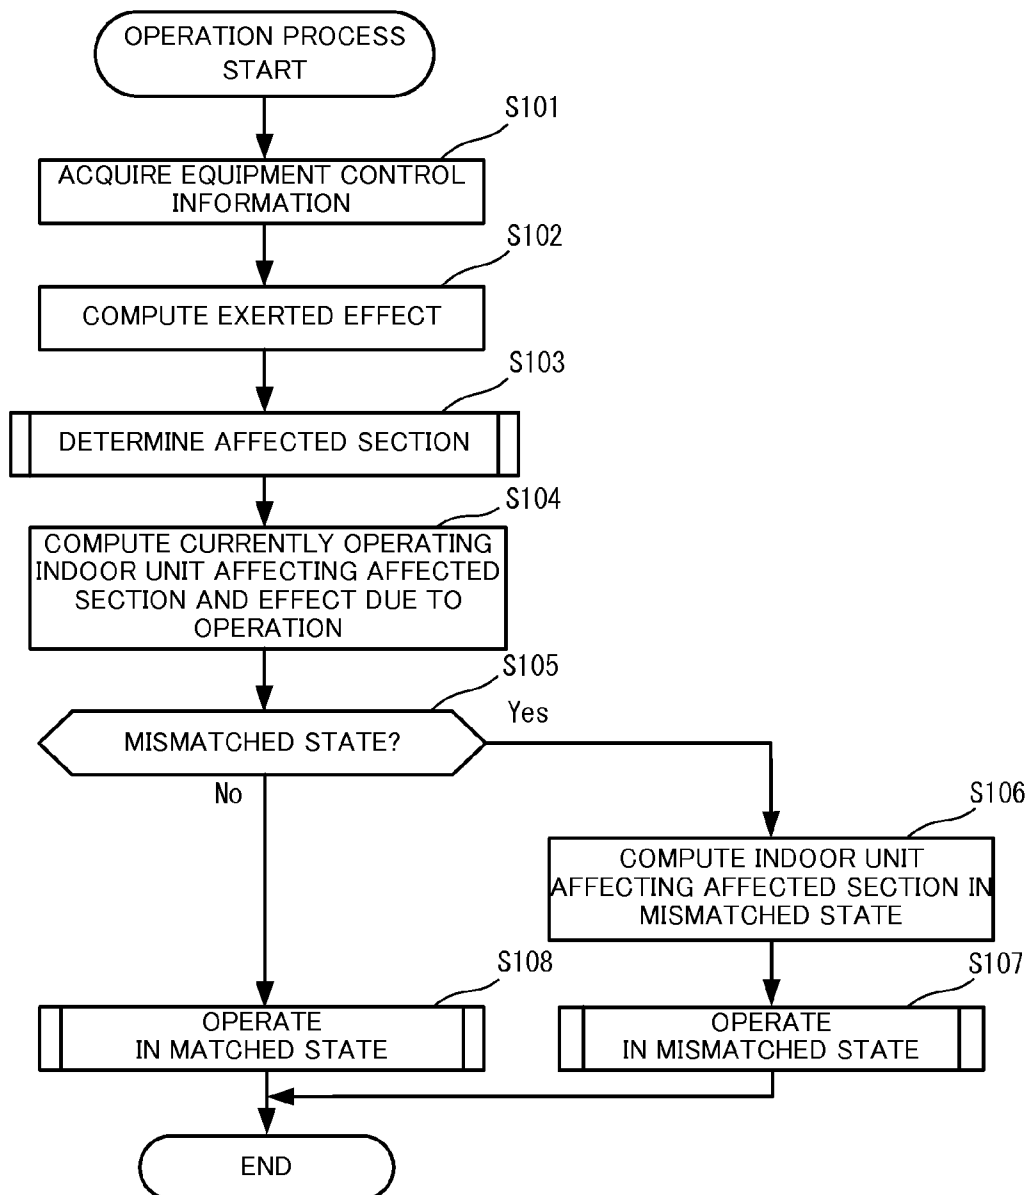 OPERATION PROCESS
START
S101
ACQUIRE EQUIPMENT CONTROL
INFORMATION
S102
COMPUTE EXERTED EFFECT
S103
DETERMINE AFFECTED SECTION
S104
COMPUTE CURRENTLY OPERATING
INDOOR UNIT AFFECTING AFFECTED
SECTION AND EFFECT DUE TO
OPERATION
S105
MISMATCHED STATE?
Yes
No
S106
COMPUTE INDOOR UNIT
AFFECTING AFFECTED SECTION IN
MISMATCHED STATE
S108
OPERATE
IN MATCHED STATE
S107
OPERATE
IN MISMATCHED STATE
END